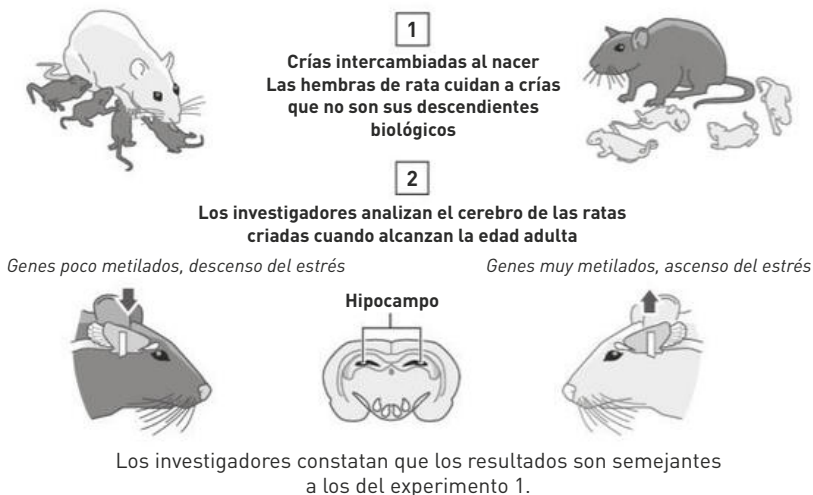 1
Crías intercambiadas al nacer
Las hembras de rata cuidan a crías
que no son sus descendientes
biológicos
2
Los investigadores analizan el cerebro de las ratas
criadas cuando alcanzan la edad adulta
Genes poco metilados, descenso del estrés
Genes muy metilados, ascenso del estrés
Hipocampo
Los investigadores constatan que los resultados son semejantes
a los del experimento 1.